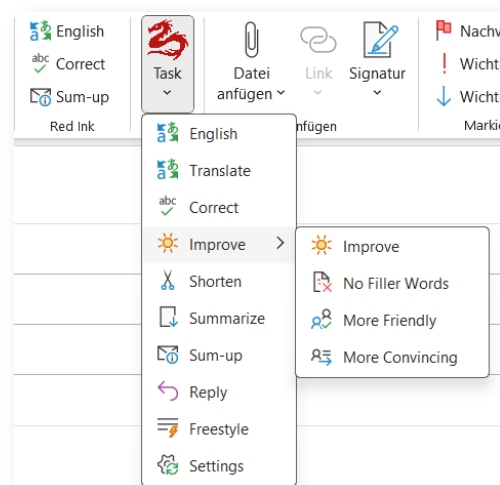 English
Correct
Sum-up
Red Ink
Task
Datei anfügen
Link
Signatur
English
Translate
abc
Correct
Improve
Shorten
Summarize
Sum-up
Reply
Freestyle
Settings
Improve
No Filler Words
More Friendly
More Convincing